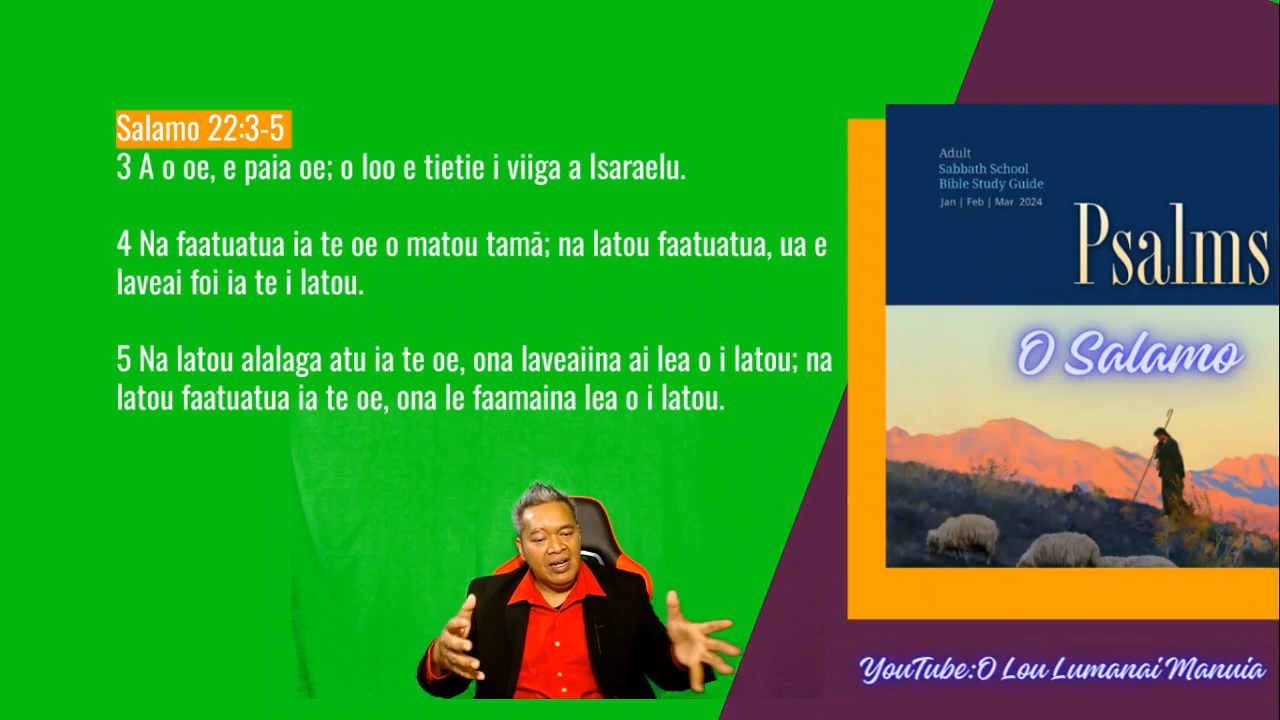 Salamo 22:3-5
3 A o oe, e paia oe; o loo e tietie i viiga a Isaraelu.
4 Na faatuatua ia te oe o matou tamā; na latou faatuatua, ua e
laveai foi ia te i latou.
5 Na latou alalaga atu ia te oe, ona laveaiina ai lea o i latou; na
latou faatuatua ia te oe, ona le faamaina lea o i latou.
Adult
Sabbath School
Bible Study Guide
Jan | Feb | Mar 2024
Psalms
O Salamo
YouTube:O Lou Lumanai Manuia